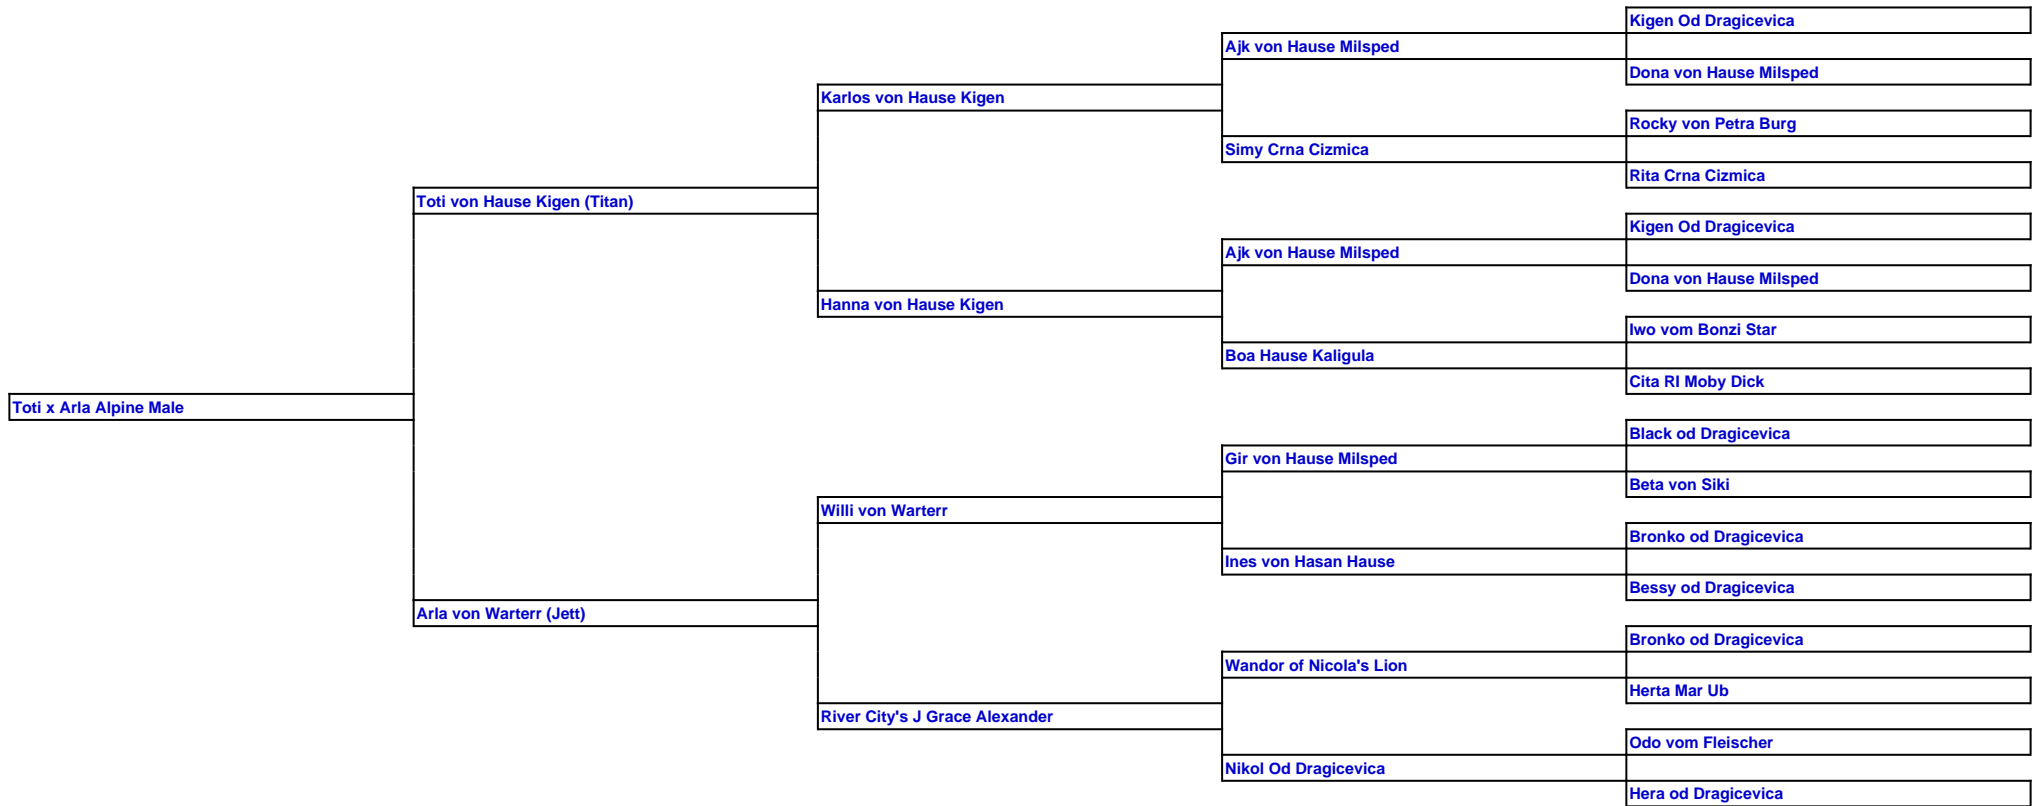 Kigen Od Dragicevica
Ajk von Hause Milsped
Dona von Hause Milsped
Karlos von Hause Kigen
Rocky von Petra Burg
Simy Crna Cizmica
Rita Crna Cizmica
Toti von Hause Kigen (Titan)
Kigen Od Dragicevica
Ajk von Hause Milsped
Dona von Hause Milsped
Hanna von Hause Kigen
Iwo vom Bonzi Star
Boa Hause Kaligula
Cita RI Moby Dick
Toti x Arla Alpine Male
Black od Dragicevica
Gir von Hause Milsped
Beta von Siki
Willi von Warterr
Bronko od Dragicevica
Ines von Hasan Hause
Bessy od Dragicevica
Arla von Warterr (Jett)
Bronko od Dragicevica
Wandor of Nicola's Lion
Herta Mar Ub
River City's J Grace Alexander
Odo vom Fleischer
Nikol Od Dragicevica
Hera od Dragicevica